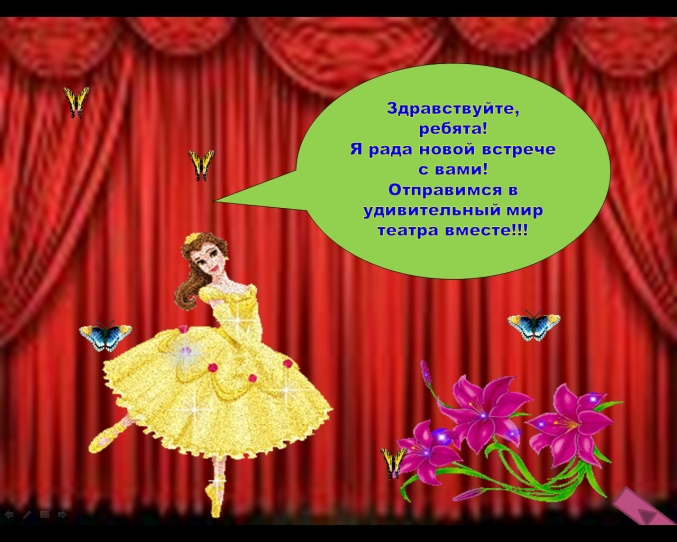 Здравствуйте,
ребята!
Я рада новой встрече
с вами!
Отправимся в
удивительный мир
театра вместе!!!